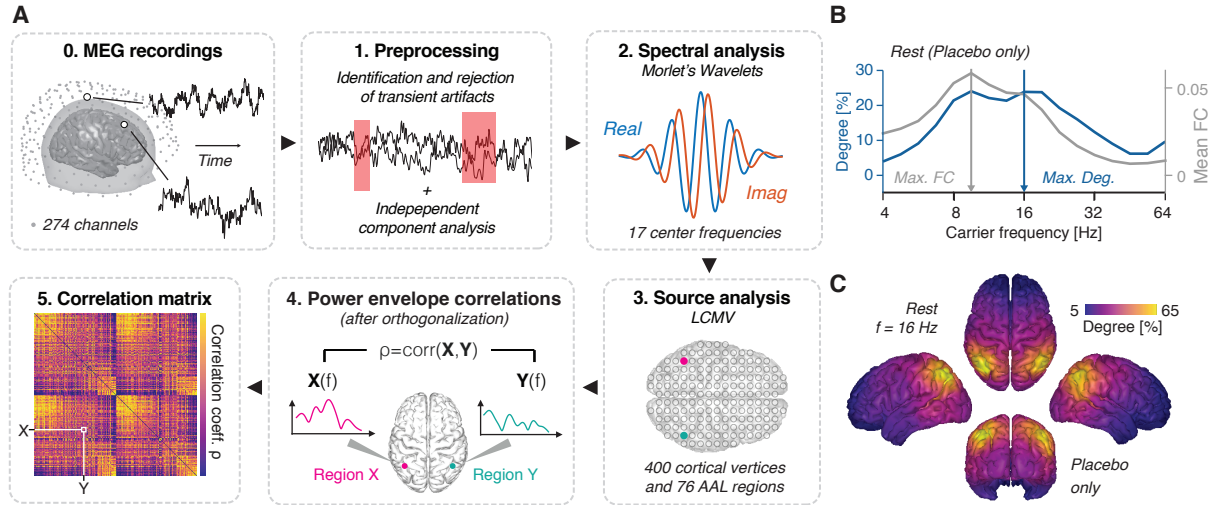 A
0. MEG recordings
Time
274 channels
1. Preprocessing
Identification and rejection
of transient artifacts
+
Indepependent
component analysis
2. Spectral analysis
Morlet's Wavelets
Real
Imag
17 center frequencies
3. Source analysis
LCMV
400 cortical vertices
and 76 AAL regions
4. Power envelope correlations
(after orthogonalization)
ρ=corr(X,Y)
X(f)
Y(f)
Region X
Region Y
5. Correlation matrix
X
Y
Correlation coeff. ρ
B
Rest (Placebo only)
Degree [%]
30
20
10
0
Mean FC
0.05
0
Max. FC
Max. Deg.
4
8
16
32
64
Carrier frequency [Hz]
C
Rest
f = 16 Hz
5
65
Degree [%]
Placebo
only